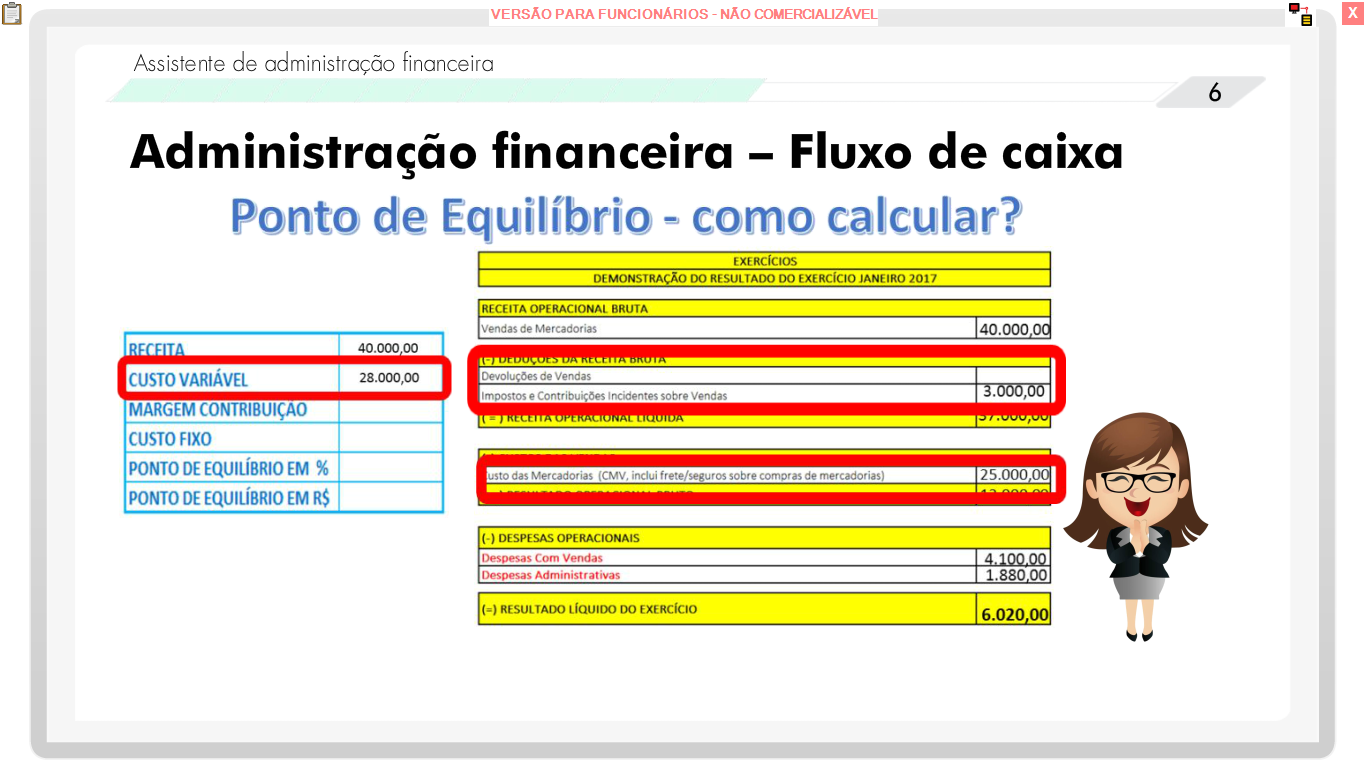 VERSÃO PARA FUNCIONÁRIOS - NÃO COMERCIALIZÁVEL
X
Assistente de administração financeira
6
Administração financeira – Fluxo de caixa
Ponto de Equilíbrio - como calcular?
RECEITA 40.000,00
CUSTO VARIÁVEL 28.000,00
MARGEM CONTRIBUIÇÃO
CUSTO FIXO
PONTO DE EQUILÍBRIO EM %
PONTO DE EQUILÍBRIO EM R$
EXERCÍCIOS
DEMONSTRAÇÃO DO RESULTADO DO EXERCÍCIO JANEIRO 2017
RECEITA OPERACIONAL BRUTA
Vendas de Mercadorias 40.000,00
(-) DEDUÇÕES DA RECEITA BRUTA
Devoluções de Vendas
Impostos e Contribuições Incidentes sobre Vendas 3.000,00
( = ) RECEITA OPERACIONAL LÍQUIDA 37.000,00
usto das Mercadorias (CMV, inclui frete/seguros sobre compras de mercadorias) 25.000,00
RESULTADO OPERACIONAL BRUTO
(-) DESPESAS OPERACIONAIS
Despesas Com Vendas 4.100,00
Despesas Administrativas 1.880,00
(=) RESULTADO LÍQUIDO DO EXERCÍCIO 6.020,00